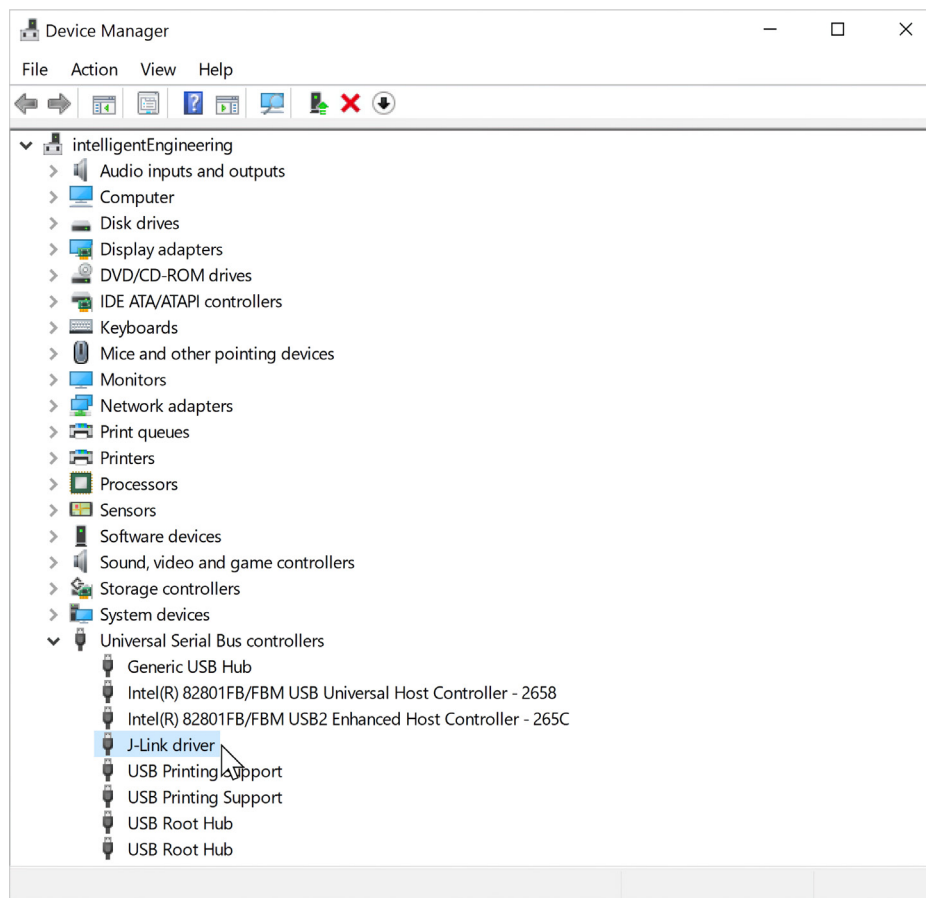 Device Manager
File Action View Help
intelligentEngineering
Audio inputs and outputs
Computer
Disk drives
Display adapters
DVD/CD-ROM drives
IDE ATA/ATAPI controllers
Keyboards
Mice and other pointing devices
Monitors
Network adapters
Print queues
Printers
Processors
Sensors
Software devices
Sound, video and game controllers
Storage controllers
System devices
Universal Serial Bus controllers
Generic USB Hub
Intel(R) 82801FB/FBM USB Universal Host Controller - 2658
Intel(R) 82801FB/FBM USB2 Enhanced Host Controller - 265C
J-Link driver
USB Printing Support
USB Printing Support
USB Root Hub
USB Root Hub